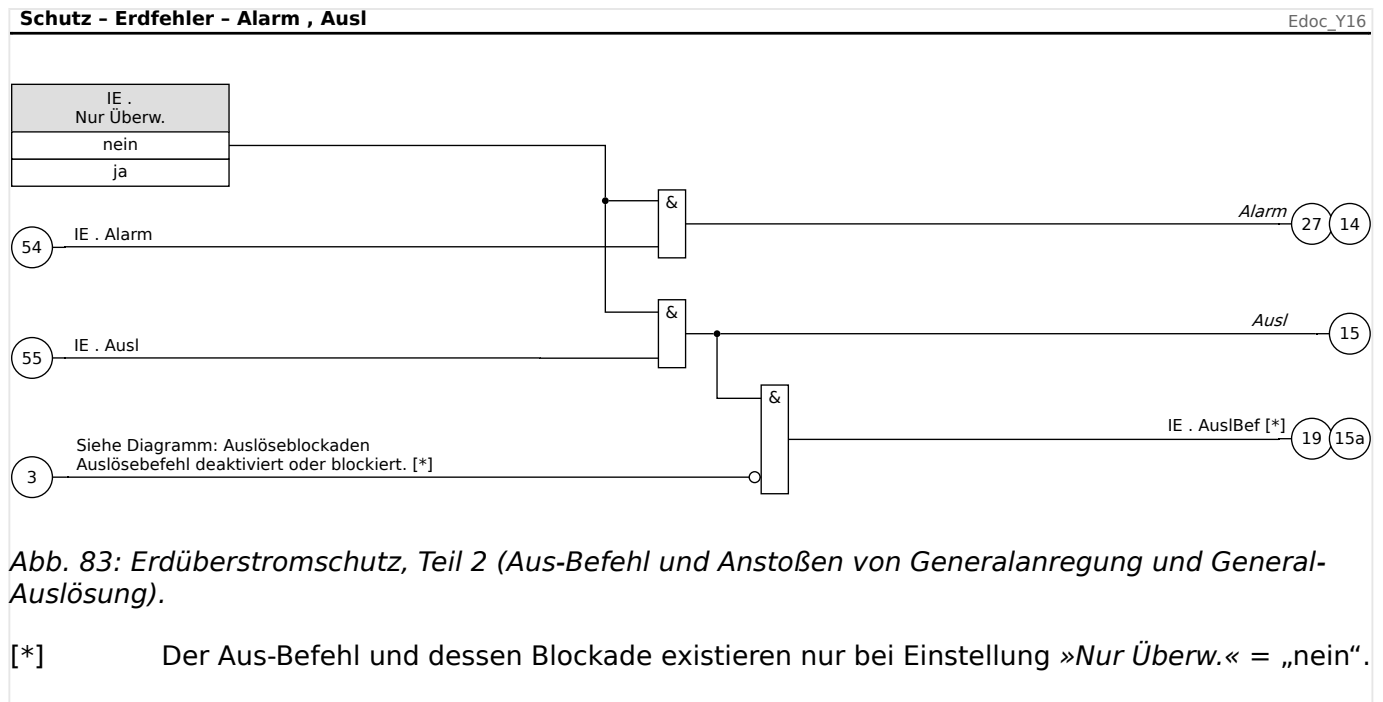 Schutz – Erdfehler – Alarm , Ausl
Edoc_Y16
IE .
Nur Überw.
nein
ja
&
Alarm
27
14
54
IE . Alarm
&
Ausl
15
55
IE . Ausl
&
IE . AuslBef [*]
19
15a
Siehe Diagramm: Auslöseblockaden
Auslösebefehl deaktiviert oder blockiert. [*]
3
Abb. 83: Erdüberstromschutz, Teil 2 (Aus-Befehl und Anstoßen von Generalanregung und General-
Auslösung).
[*] Der Aus-Befehl und dessen Blockade existieren nur bei Einstellung »Nur Überw.« = „nein“.